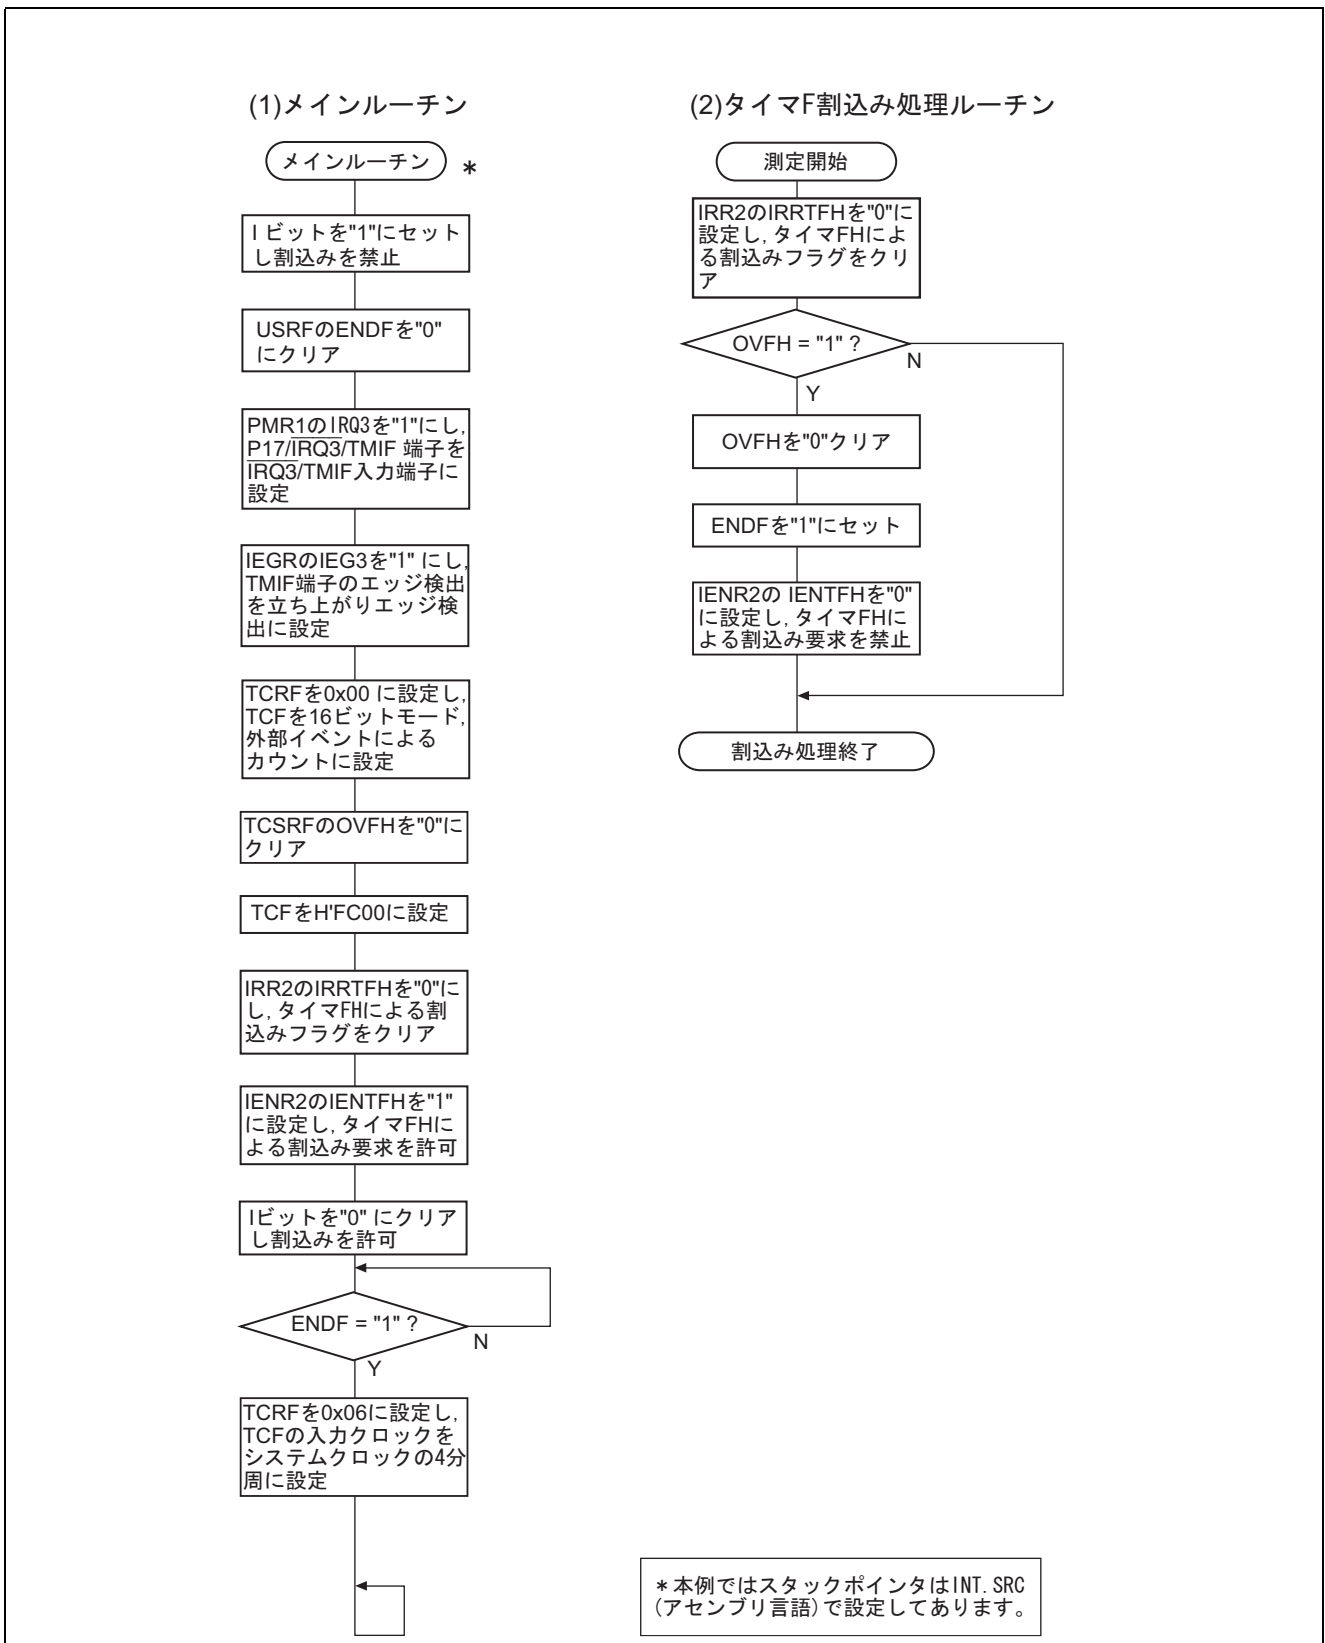 (1)メインルーチン
メインルーチン
*
I ビットを"1"にセット
し割込みを禁止
USRFのENDFを"0"
にクリア
PMR1のIRQ3を"1"にし,
P17/IRQ3/TMIF 端子を
IRQ3/TMIF入力端子に
設定
IEGRのIEG3を"1" にし,
TMIF端子のエッジ検出
を立ち上がりエッジ検
出に設定
TCRFを0x00 に設定し,
TCFを16ビットモード,
外部イベントによる
カウントに設定
TCSRFのOVFHを"0"に
クリア
TCFをH'FC00に設定
IRR2のIRRTFHを"0"に
し,タイマFHによる割
込みフラグをクリア
IENR2のIENTFHを"1"
に設定し,タイマFHに
よる割込み要求を許可
Iビットを"0" にクリア
し割込みを許可
ENDF = "1" ?
N
Y
TCRFを0x06に設定し,
TCFの入力クロックを
システムクロックの4分
周に設定
(2)タイマF割込み処理ルーチン
測定開始
IRR2のIRRTFHを"0"に
設定し,タイマFHによ
る割込みフラグをクリ
ア
OVFH = "1" ?
N
Y
OVFHを"0"クリア
ENDFを"1"にセット
IENR2の IENTFHを"0"
に設定し,タイマFHに
よる割込み要求を禁止
割込み処理終了
*本例ではスタックポインタはINT.SRC
(アセンブリ言語)で設定してあります。